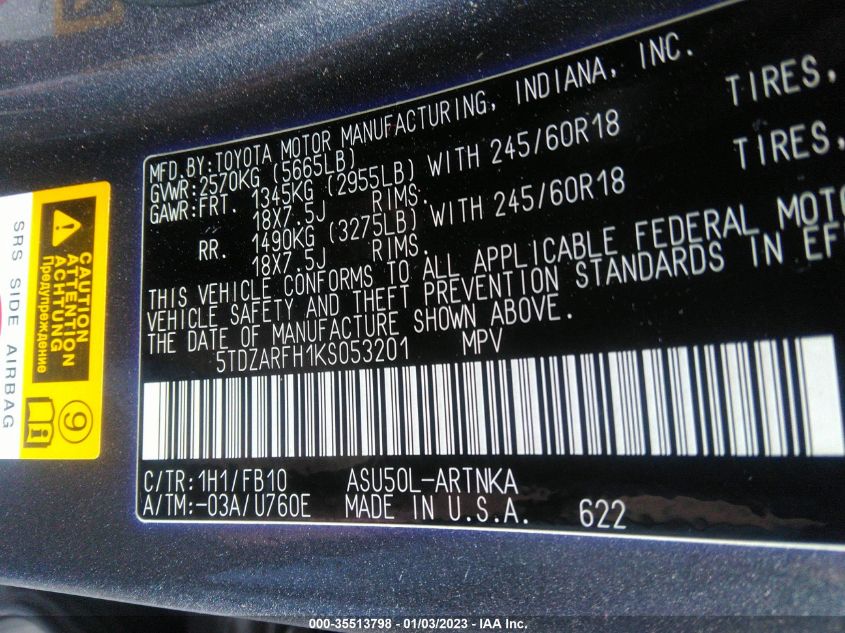 MFD.BY:TOYOTA MOTOR MANUFACTURING, INDIANA, INC.
GVWR:2570KG (5665LB)
GAWR:FRT. 1345KG (2955LB) WITH 245/60R18 TIRES,
18X7.5J RIMS.
RR. 1490KG (3275LB) WITH 245/60R18 TIRES,
18X7.5J RIMS.
THIS VEHICLE CONFORMS TO ALL APPLICABLE FEDERAL MOTO
VEHICLE SAFETY AND THEFT PREVENTION STANDARDS IN EF
THE DATE OF MANUFACTURE SHOWN ABOVE.
5TDZARFH1KS053201 MPV
C/TR:1H1/FB10 ASU50L-ARTNKA
A/TM:-03A/U760E MADE IN U.S.A. 622
SRS SIDE AIRBAG
CAUTION
ATTENTION
ACHTUNG
Предупреждение
9
000-35513798 - 01/03/2023 - IAA Inc.